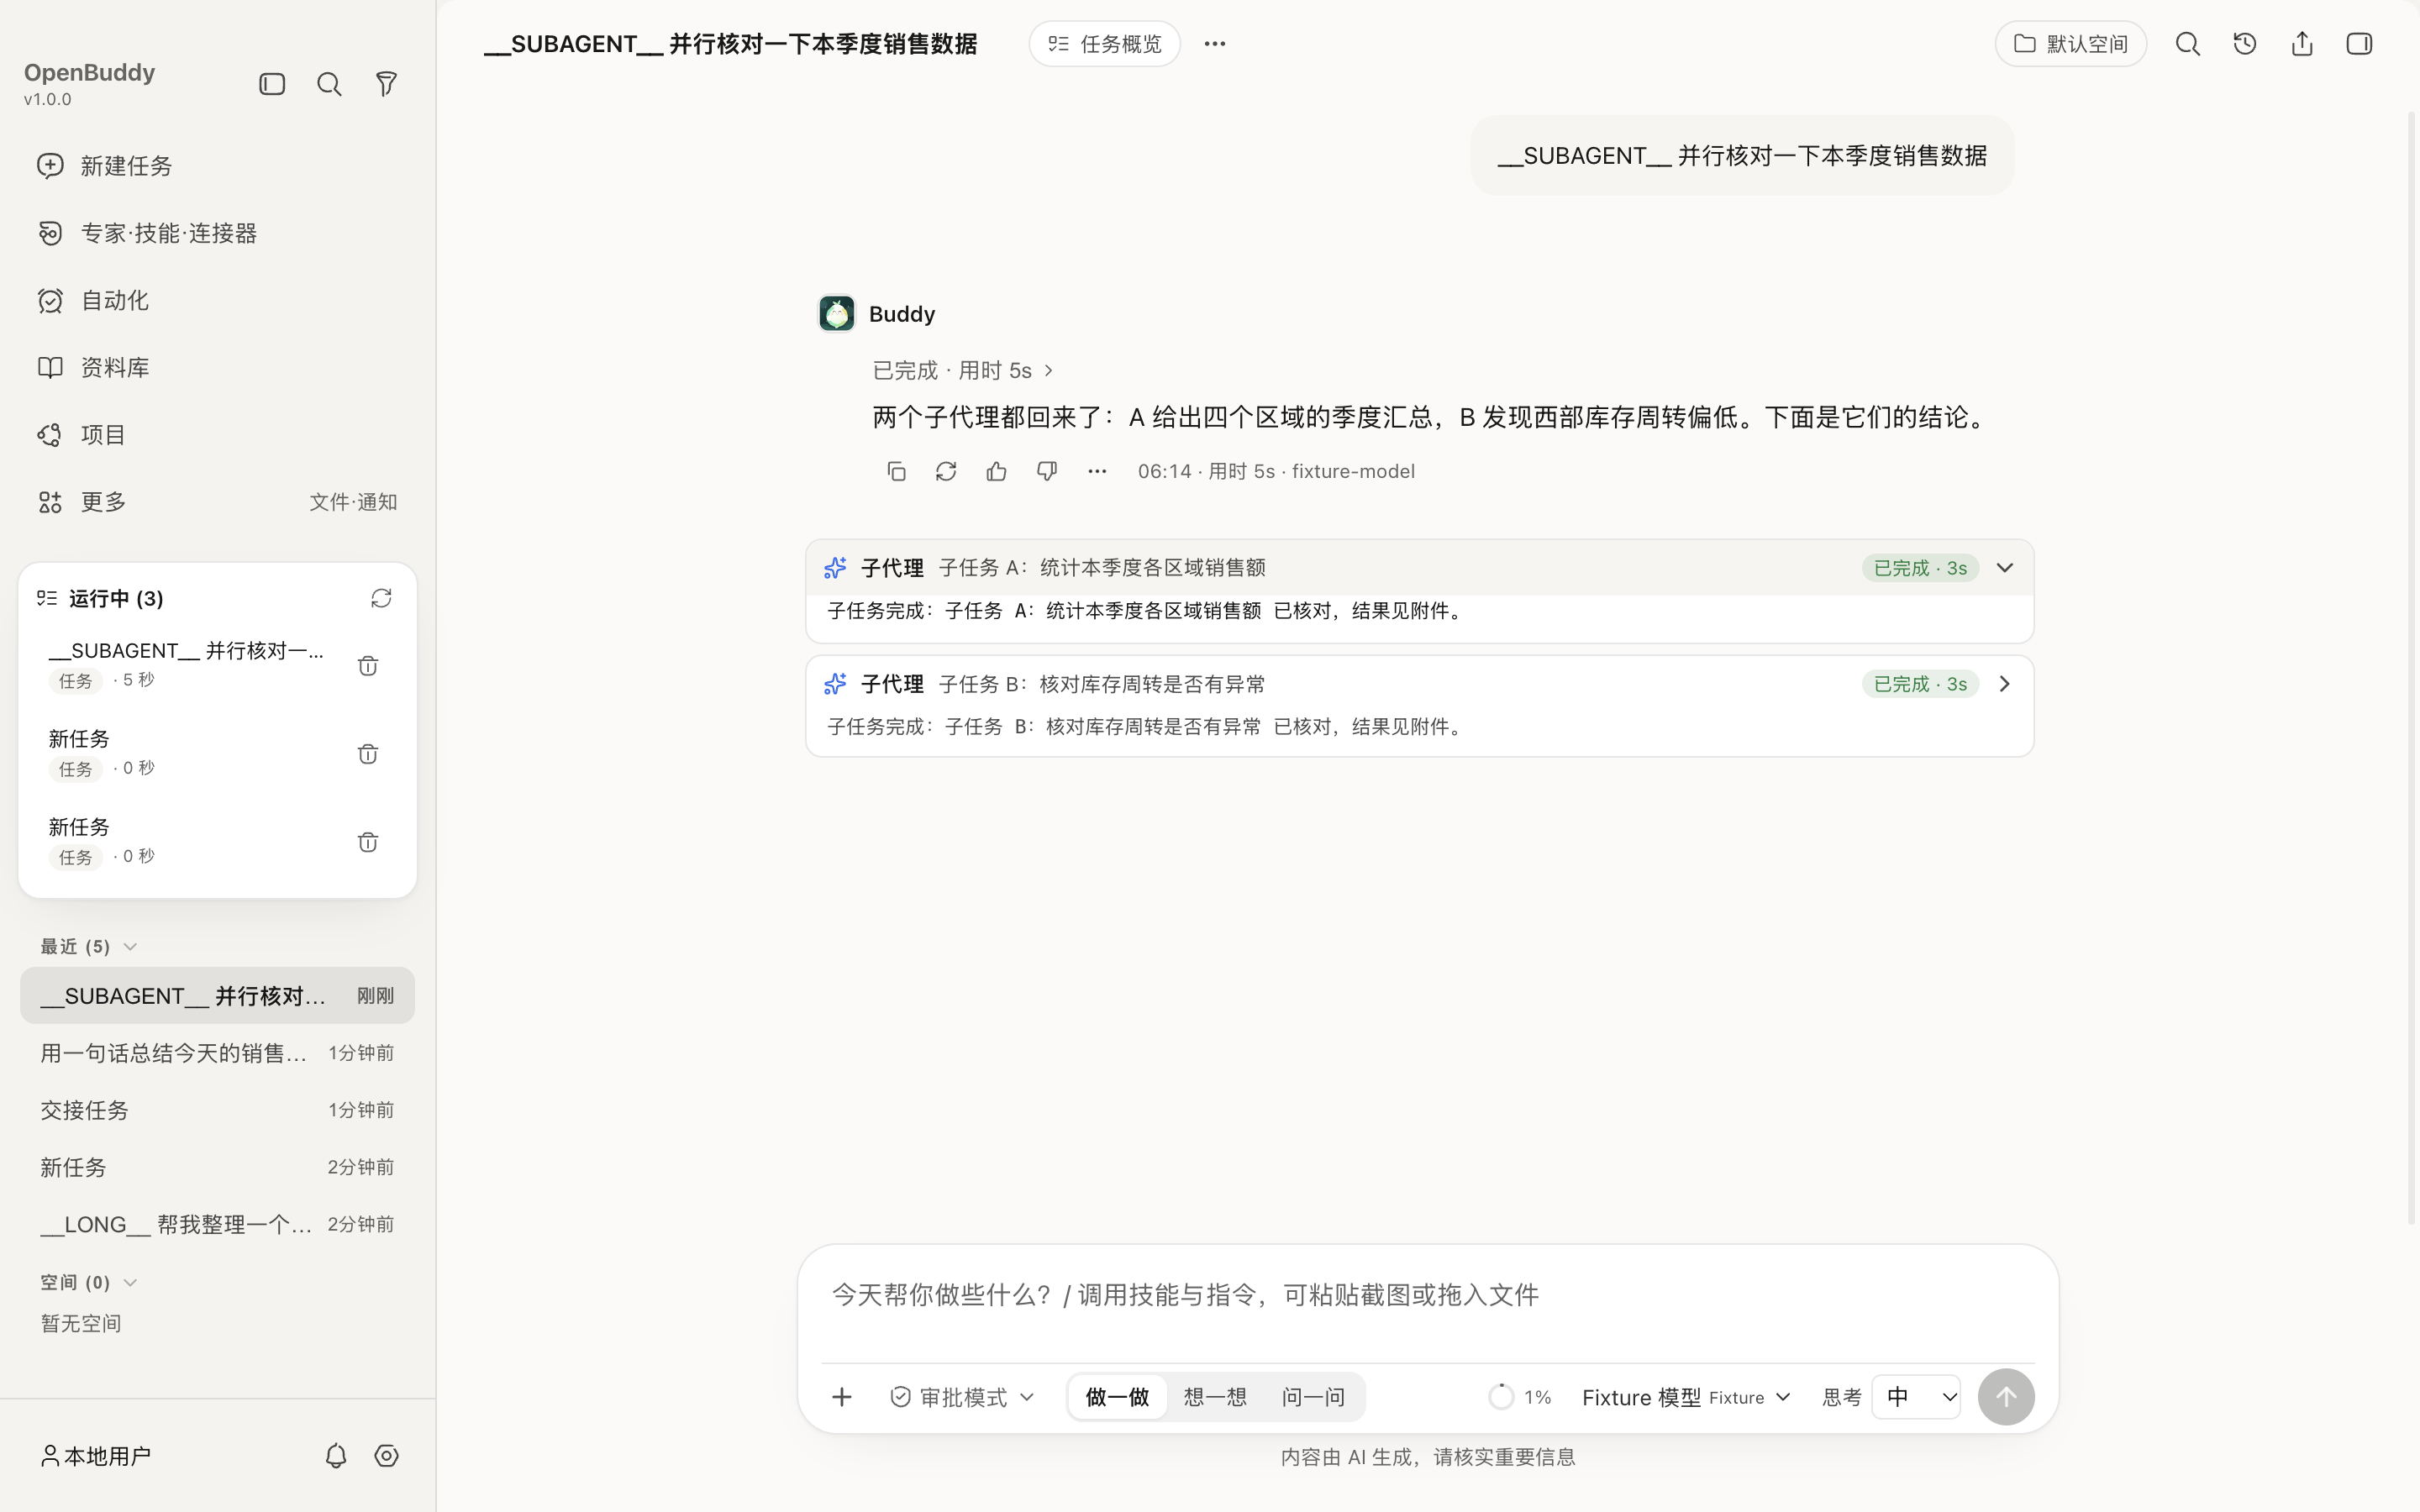 OpenBuddy
v1.0.0
新建任务
专家·技能·连接器
自动化
资料库
项目
更多 文件·通知
运行中 (3)
__SUBAGENT__ 并行核对一...
任务 · 5 秒
新任务
任务 · 0 秒
新任务
任务 · 0 秒
最近 (5)
__SUBAGENT__ 并行核对... 刚刚
用一句话总结今天的销售... 1分钟前
交接任务 1分钟前
新任务 2分钟前
__LONG__ 帮我整理一个... 2分钟前
空间 (0)
暂无空间
本地用户
__SUBAGENT__ 并行核对一下本季度销售数据 任务概览 默认空间
__SUBAGENT__ 并行核对一下本季度销售数据
Buddy
已完成 · 用时 5s
两个子代理都回来了：A 给出四个区域的季度汇总，B 发现西部库存周转偏低。下面是它们的结论。
06:14 · 用时 5s · fixture-model
子代理 子任务 A：统计本季度各区域销售额 已完成 · 3s
子任务完成：子任务 A：统计本季度各区域销售额 已核对，结果见附件。
子代理 子任务 B：核对库存周转是否有异常 已完成 · 3s
子任务完成：子任务 B：核对库存周转是否有异常 已核对，结果见附件。
今天帮你做些什么？/ 调用技能与指令，可粘贴截图或拖入文件
审批模式 做一做 想一想 问一问 1% Fixture 模型 Fixture 思考 中
内容由 AI 生成，请核实重要信息